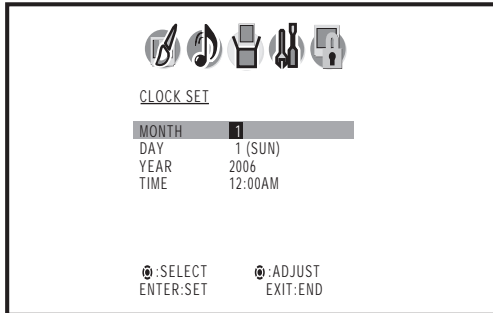 CLOCK SET
MONTH 1
DAY 1 (SUN)
YEAR 2006
TIME 12:00AM
:SELECT :ADJUST
ENTER:SET EXIT:END